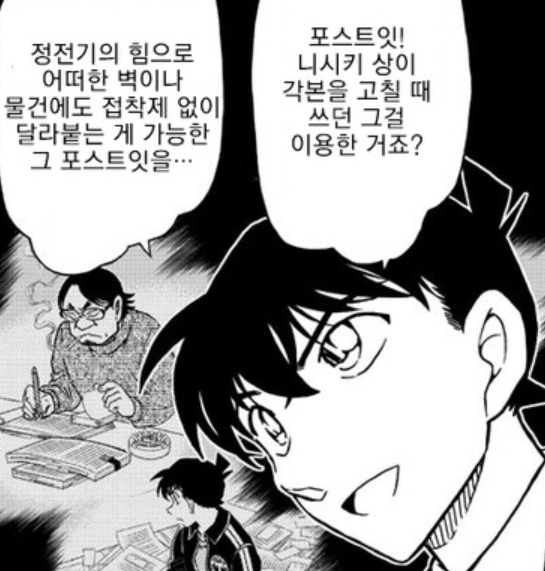 포스트잇!
니시키 상이
각본을 고칠 때
쓰던 그걸
이용한 거죠?
정전기의 힘으로
어떠한 벽이나
물건에도 접착제 없이
달라붙는 게 가능한
그 포스트잇을…